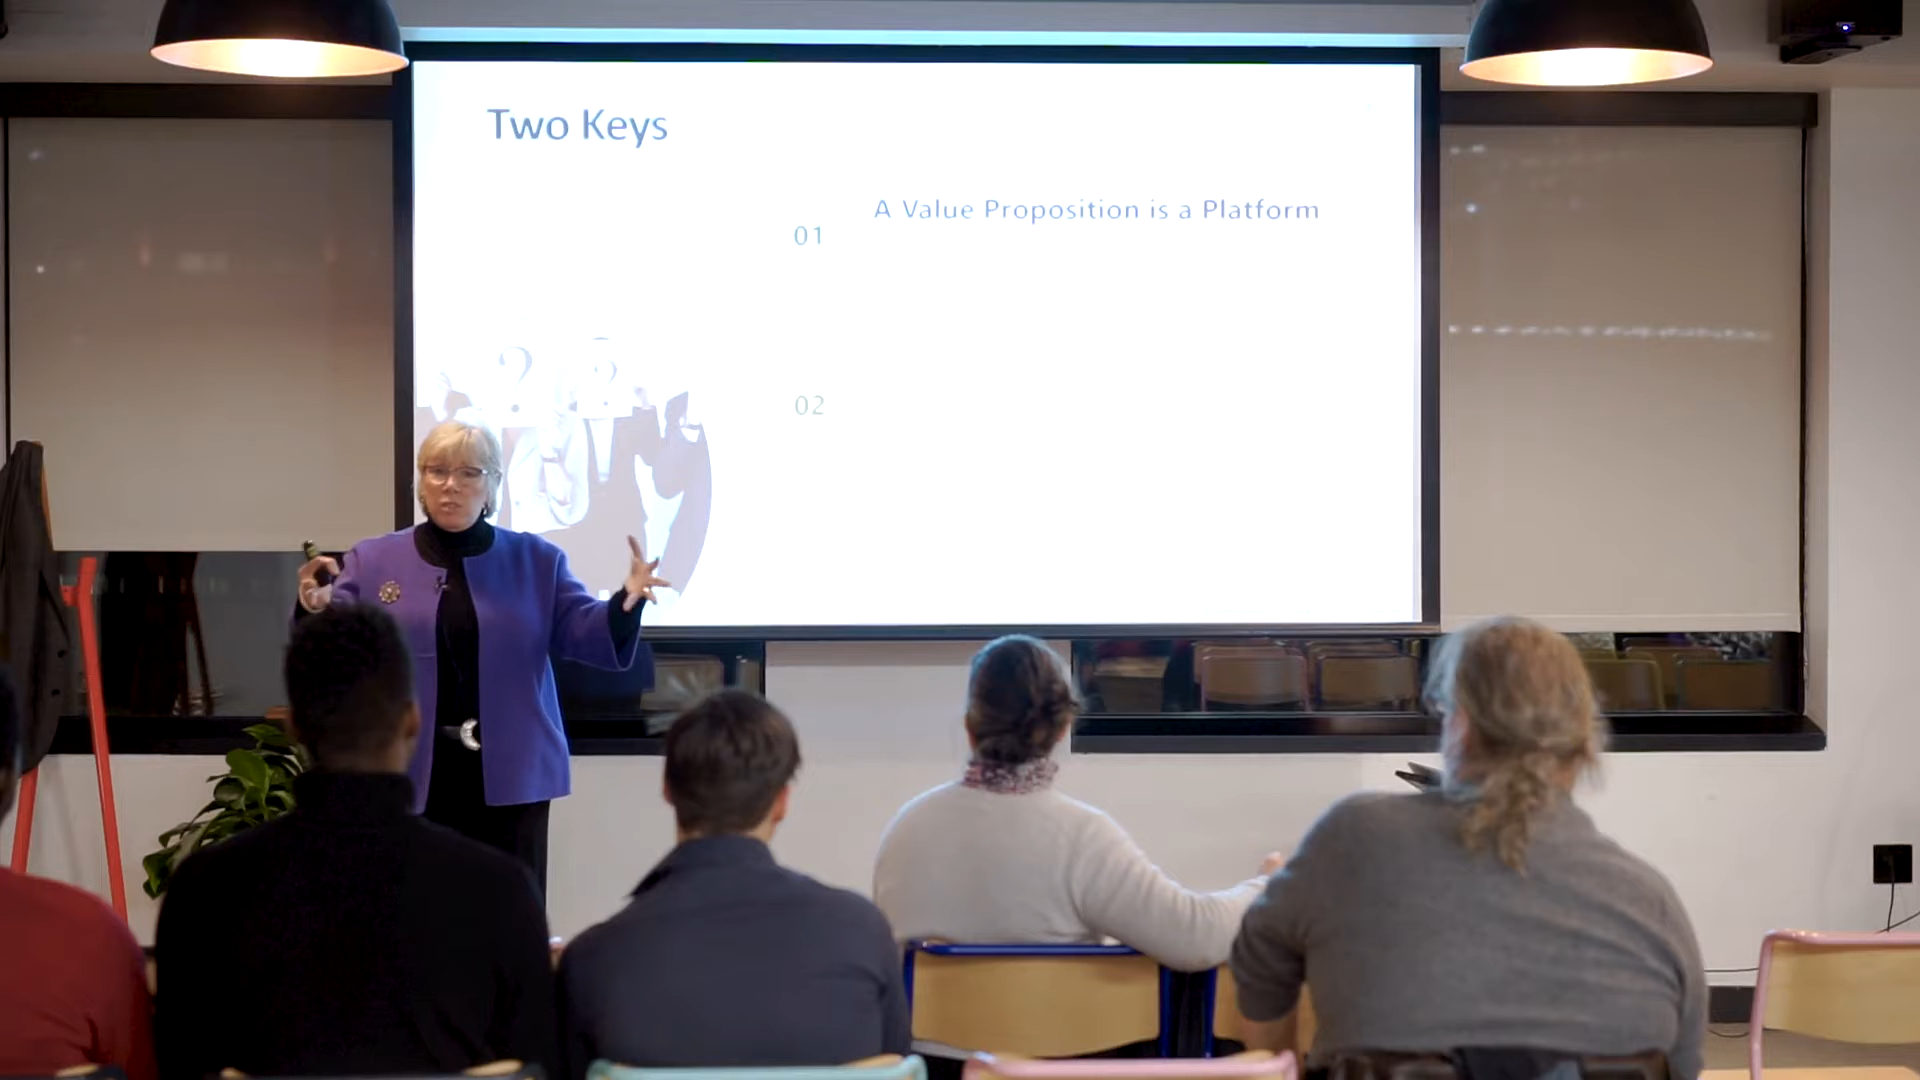 Two Keys
A Value Proposition is a Platform
01
02
? ?